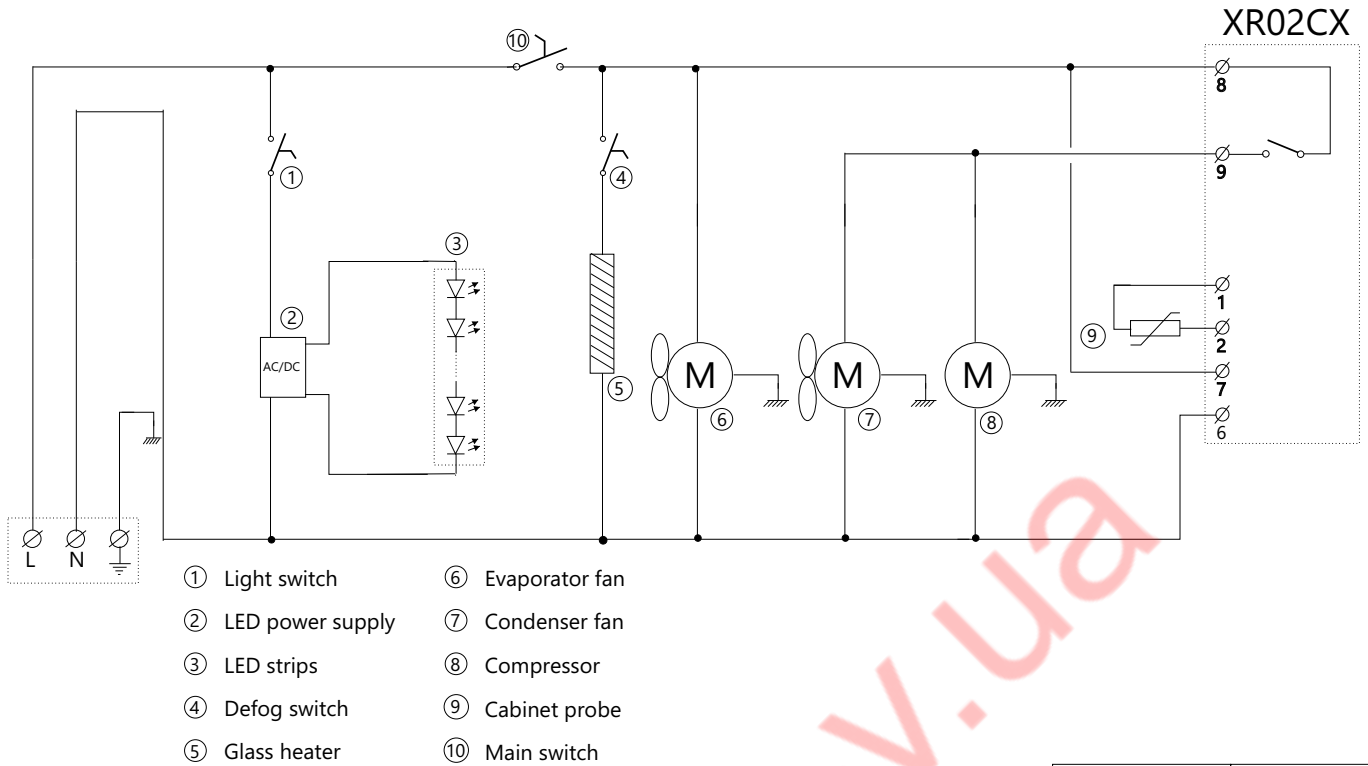 XR02CX
⑩
8
①
④
9
③
②
1
AC/DC
⑨
2
⑤
M
M
M
7
⑥
⑦
⑧
6
L N
① Light switch
② LED power supply
③ LED strips
④ Defog switch
⑤ Glass heater
⑥ Evaporator fan
⑦ Condenser fan
⑧ Compressor
⑨ Cabinet probe
⑩ Main switch
v.ua